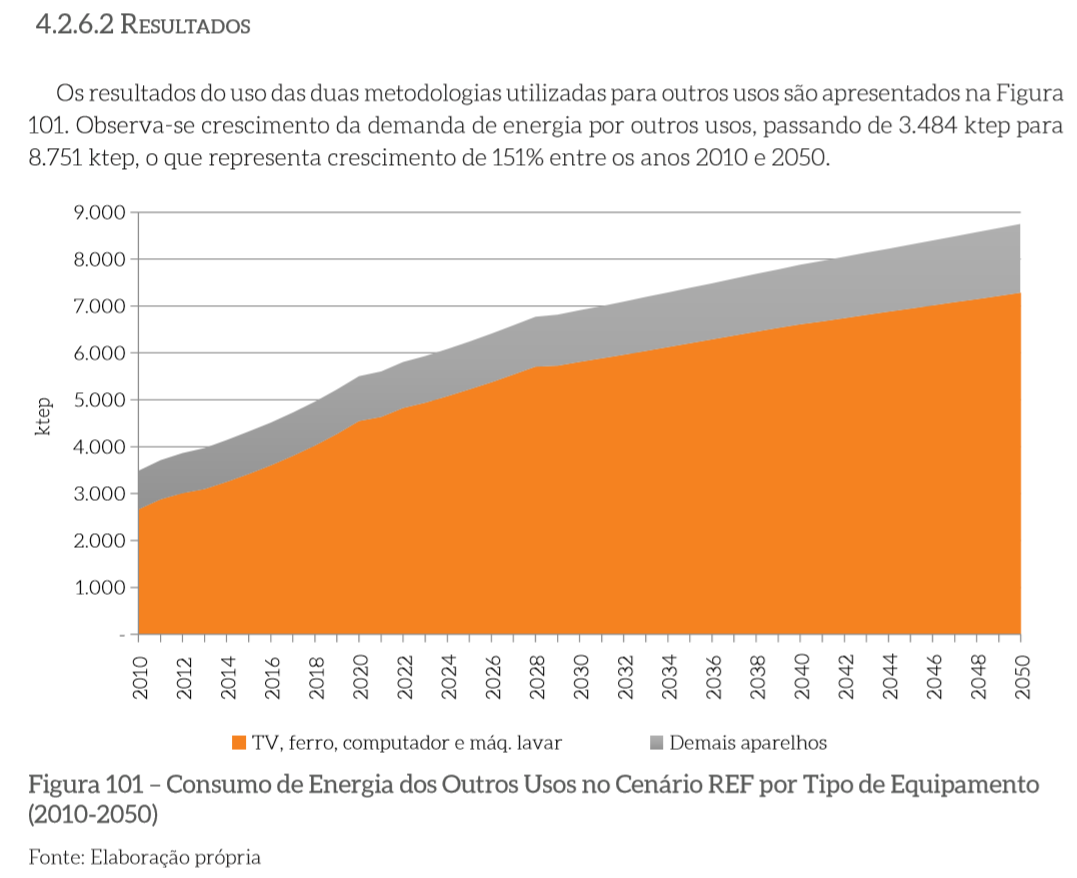 4.2.6.2 Resultados
Os resultados do uso das duas metodologias utilizadas para outros usos são apresentados na Figura
101. Observa-se crescimento da demanda de energia por outros usos, passando de 3.484 ktep para
8.751 ktep, o que representa crescimento de 151% entre os anos 2010 e 2050.
9.000
8.000
7.000
6.000
5.000
4.000
3.000
2.000
1.000
-
ktep
2010 2012 2014 2016 2018 2020 2022 2024 2026 2028 2030 2032 2034 2036 2038 2040 2042 2044 2046 2048 2050
TV, ferro, computador e máq. lavar Demais aparelhos
Figura 101 – Consumo de Energia dos Outros Usos no Cenário REF por Tipo de Equipamento
(2010-2050)
Fonte: Elaboração própria